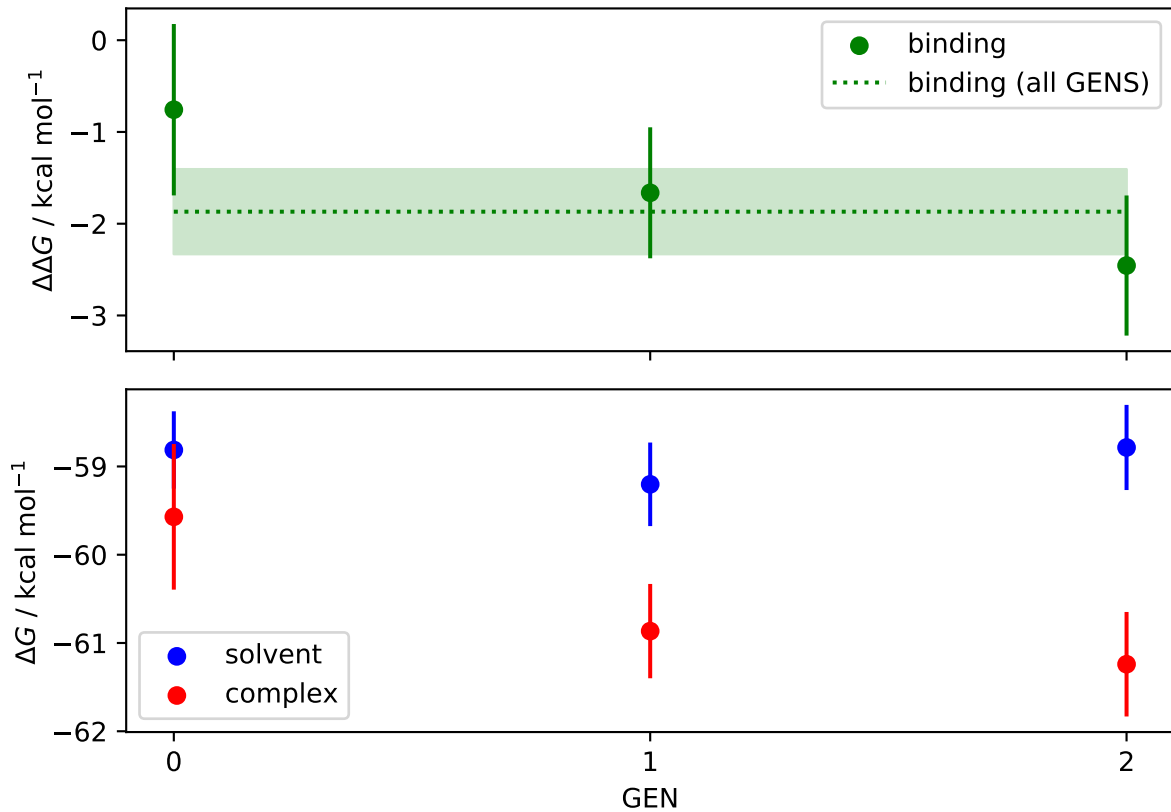 0
−1
−2
−3
ΔΔG / kcal mol⁻¹
binding
binding (all GENS)
−59
−60
−61
−62
ΔG / kcal mol⁻¹
solvent
complex
0
1
2
GEN